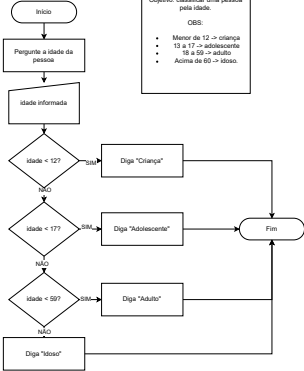 Início
Objetivo: classificar uma pessoa
pela idade.
OBS:
Menor de 12 -> criança
13 a 17 -> adolescente
18 a 59 -> adulto
Acima de 60 -> idoso.
Pergunte a idade da
pessoa
idade informada
idade < 12?
SIM
Diga "Criança"
NÃO
idade < 17?
SIM
Diga "Adolescente"
Fim
NÃO
idade < 59?
SIM
Diga "Adulto"
NÃO
Diga "Idoso"